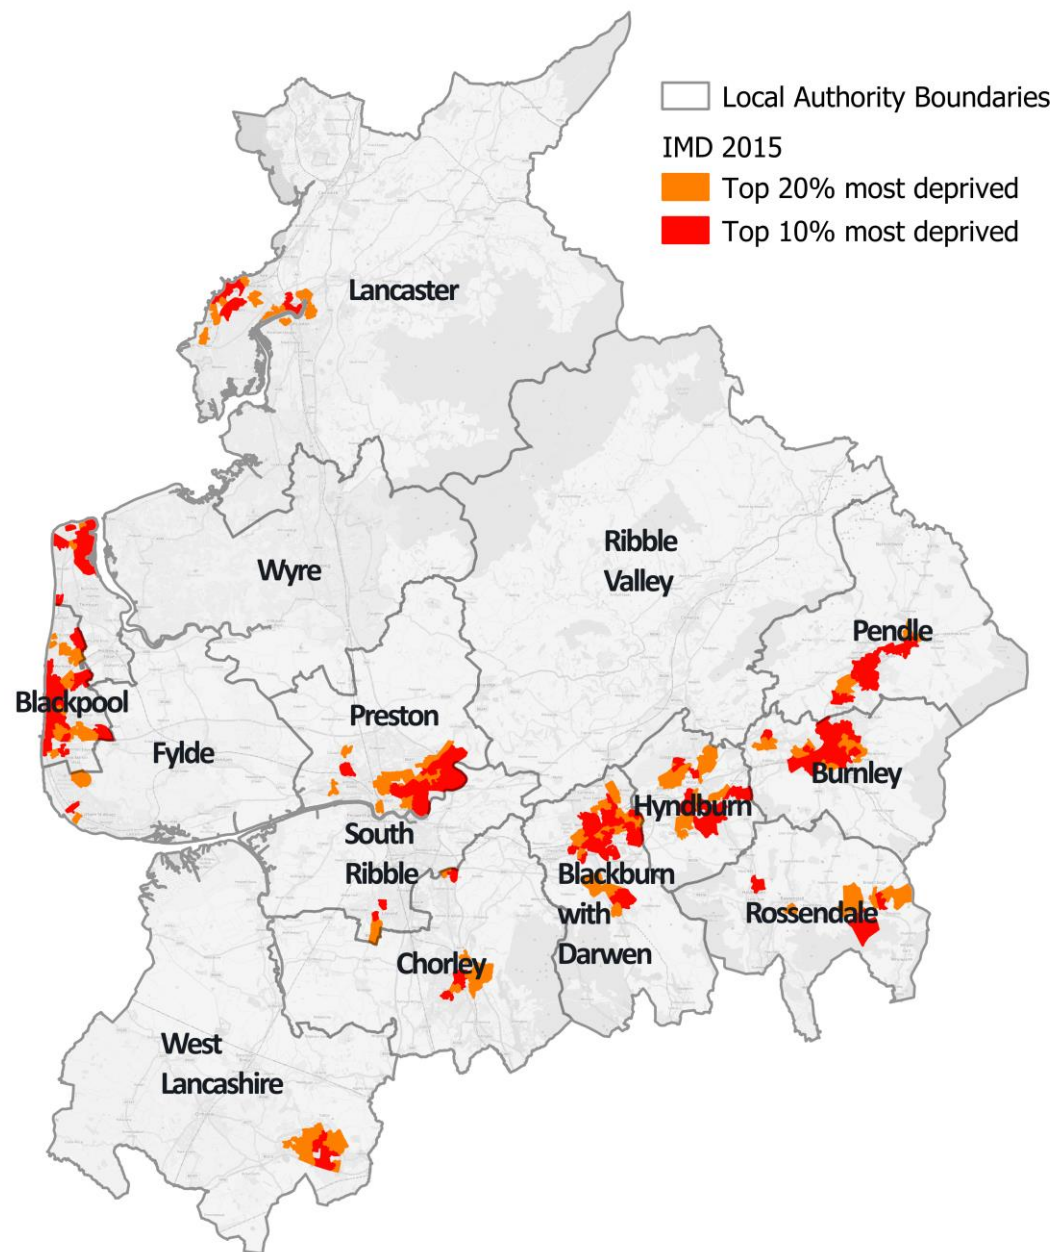 Local Authority Boundaries
IMD 2015
Top 20% most deprived
Top 10% most deprived
Lancaster
Wyre
Ribble
Valley
Pendle
Blackpool
Preston
Fylde
Burnley
Hyndburn
South
Ribble
Blackburn
with
Darwen
Rossendale
Chorley
West
Lancashire